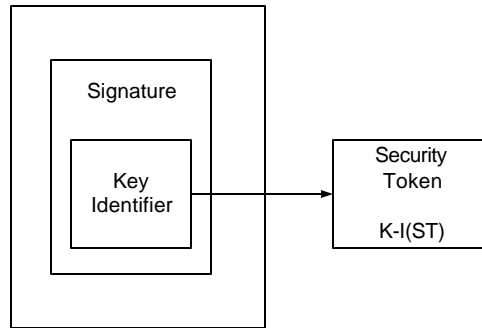 Signature
Key
Identifier
Security
Token
K-I(ST)